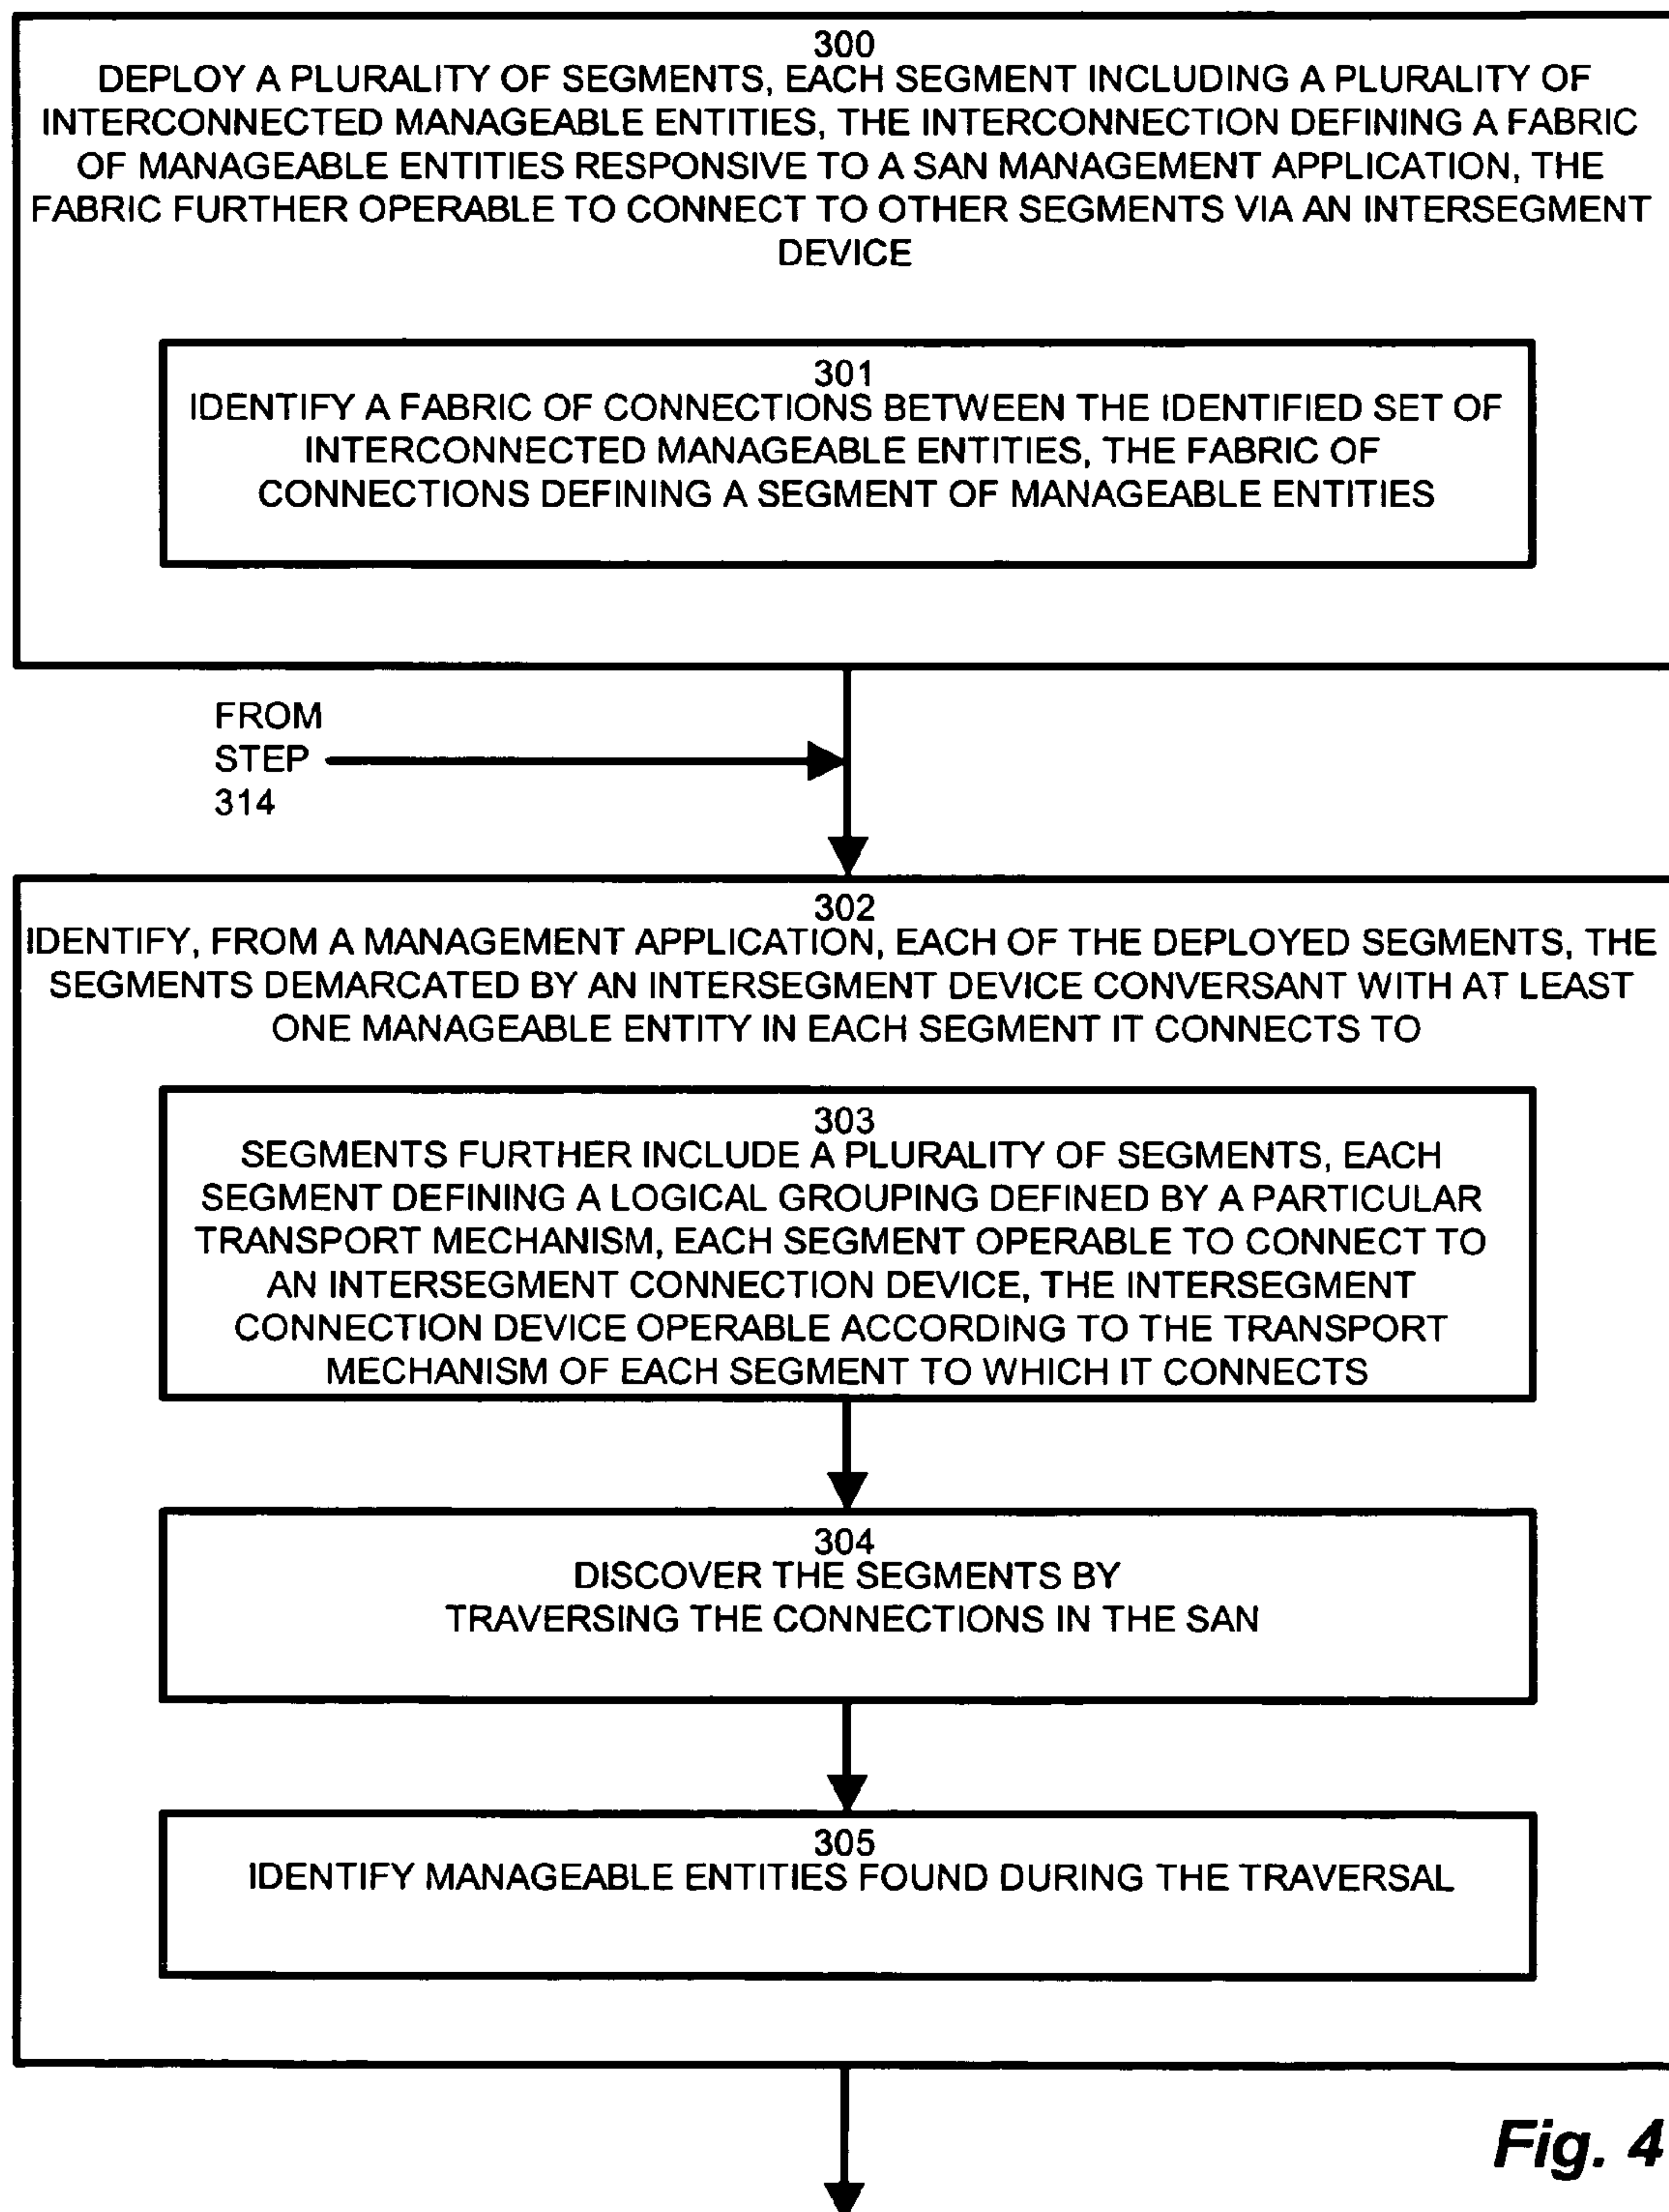 300
DEPLOY A PLURALITY OF SEGMENTS, EACH SEGMENT INCLUDING A PLURALITY OF
INTERCONNECTED MANAGEABLE ENTITIES, THE INTERCONNECTION DEFINING A FABRIC
OF MANAGEABLE ENTITIES RESPONSIVE TO A SAN MANAGEMENT APPLICATION, THE
FABRIC FURTHER OPERABLE TO CONNECT TO OTHER SEGMENTS VIA AN INTERSEGMENT
DEVICE
301
IDENTIFY A FABRIC OF CONNECTIONS BETWEEN THE IDENTIFIED SET OF
INTERCONNECTED MANAGEABLE ENTITIES, THE FABRIC OF
CONNECTIONS DEFINING A SEGMENT OF MANAGEABLE ENTITIES
FROM
STEP
314
302
IDENTIFY, FROM A MANAGEMENT APPLICATION, EACH OF THE DEPLOYED SEGMENTS, THE
SEGMENTS DEMARCATED BY AN INTERSEGMENT DEVICE CONVERSANT WITH AT LEAST
ONE MANAGEABLE ENTITY IN EACH SEGMENT IT CONNECTS TO
303
SEGMENTS FURTHER INCLUDE A PLURALITY OF SEGMENTS, EACH
SEGMENT DEFINING A LOGICAL GROUPING DEFINED BY A PARTICULAR
TRANSPORT MECHANISM, EACH SEGMENT OPERABLE TO CONNECT TO
AN INTERSEGMENT CONNECTION DEVICE, THE INTERSEGMENT
CONNECTION DEVICE OPERABLE ACCORDING TO THE TRANSPORT
MECHANISM OF EACH SEGMENT TO WHICH IT CONNECTS
304
DISCOVER THE SEGMENTS BY
TRAVERSING THE CONNECTIONS IN THE SAN
305
IDENTIFY MANAGEABLE ENTITIES FOUND DURING THE TRAVERSAL
Fig. 4